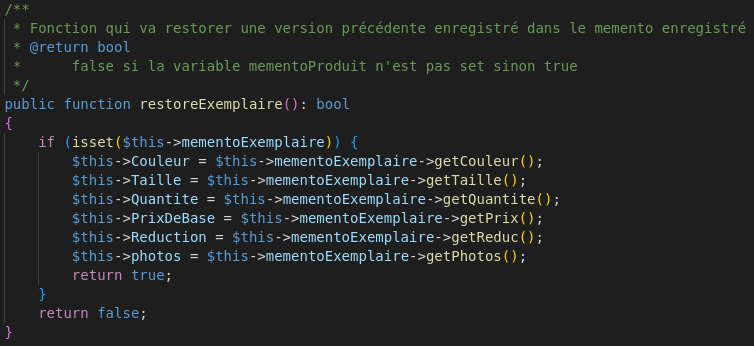 /**
 * Fonction qui va restorer une version précédente enregistré dans le memento enregistré
 * @return bool
 *      false si la variable mementoProduit n'est pas set sinon true
 */
public function restoreExemplaire(): bool
{
    if (isset($this->mementoExemplaire)) {
        $this->Couleur = $this->mementoExemplaire->getCouleur();
        $this->Taille = $this->mementoExemplaire->getTaille();
        $this->Quantite = $this->mementoExemplaire->getQuantite();
        $this->PrixDeBase = $this->mementoExemplaire->getPrix();
        $this->Reduction = $this->mementoExemplaire->getReduc();
        $this->photos = $this->mementoExemplaire->getPhotos();
        return true;
    }
    return false;
}